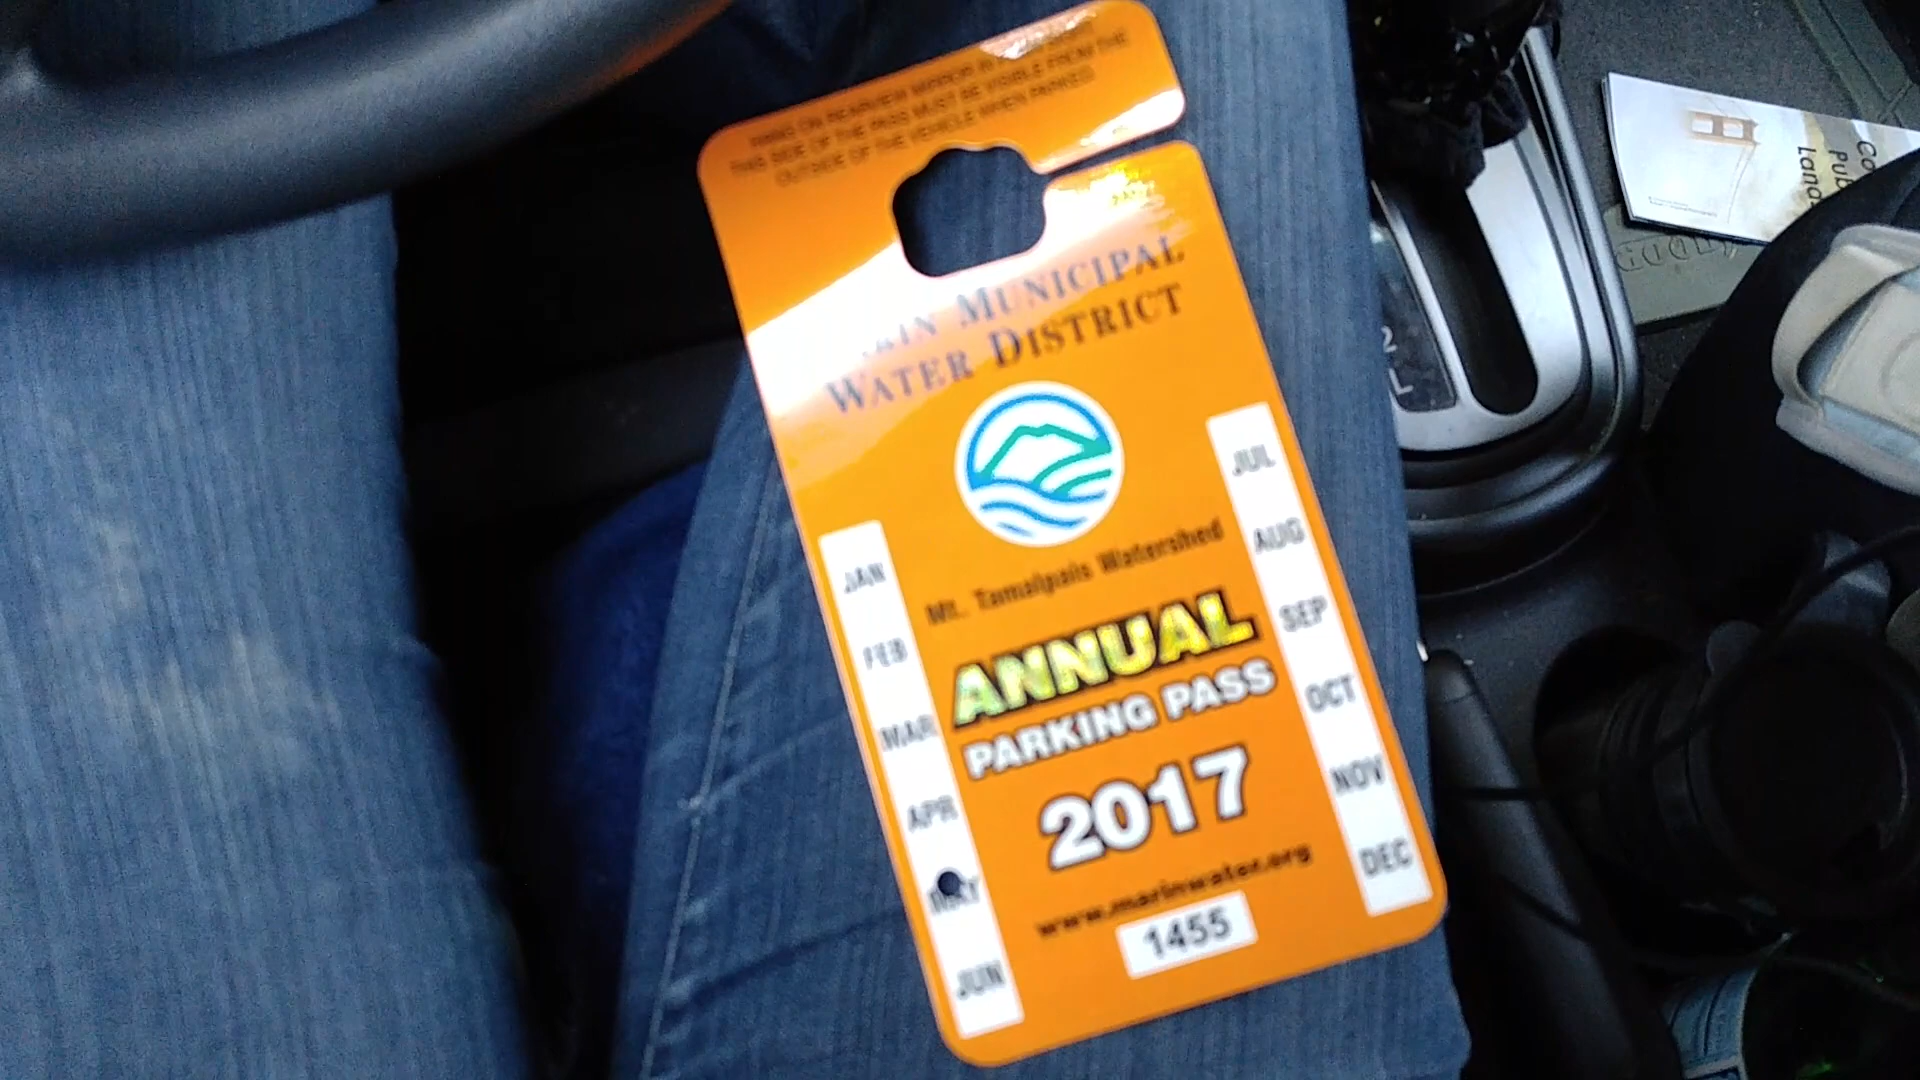 HANG ON REARVIEW MIRROR
THIS SIDE OF THE PASS MUST BE VISIBLE FROM THE
OUTSIDE OF THE VEHICLE WHEN PARKED
MUNICIPAL
WATER DISTRICT
Mt. Tamalpais Watershed
ANNUAL
PARKING PASS
2017
www.marinwater.org
1455
JAN
FEB
MAR
APR
MAY
JUN
JUL
AUG
SEP
OCT
NOV
DEC
2
L